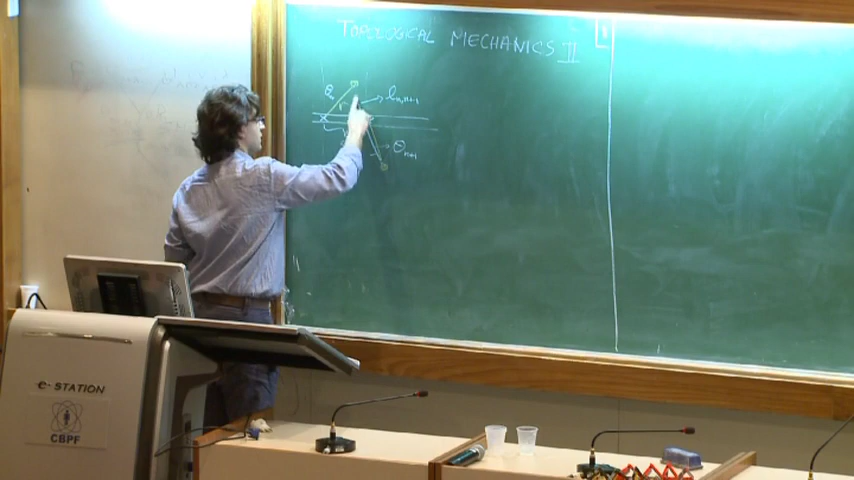 TOPOLOGICAL MECHANICS II
1
θn
r
ln,n+1
θn+1
e-STATION
CBPF